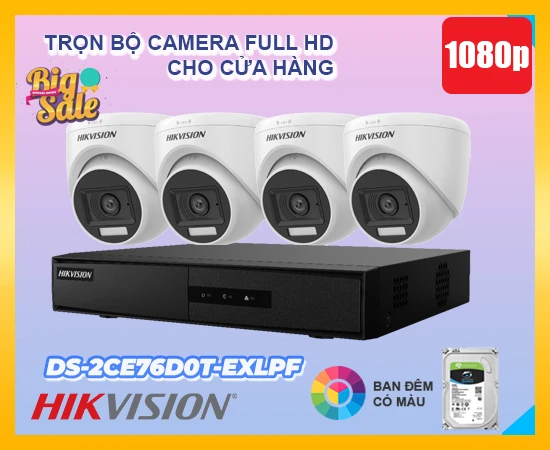 TRỌN BỘ CAMERA FULL HD
CHO CỬA HÀNG
1080p
Big
Sale
HIKVISION
HIKVISION
HIKVISION
HIKVISION
HIKVISION
DS-2CE76D0T-EXLPF
HIKVISION
BAN ĐÊM
CÓ MÀU